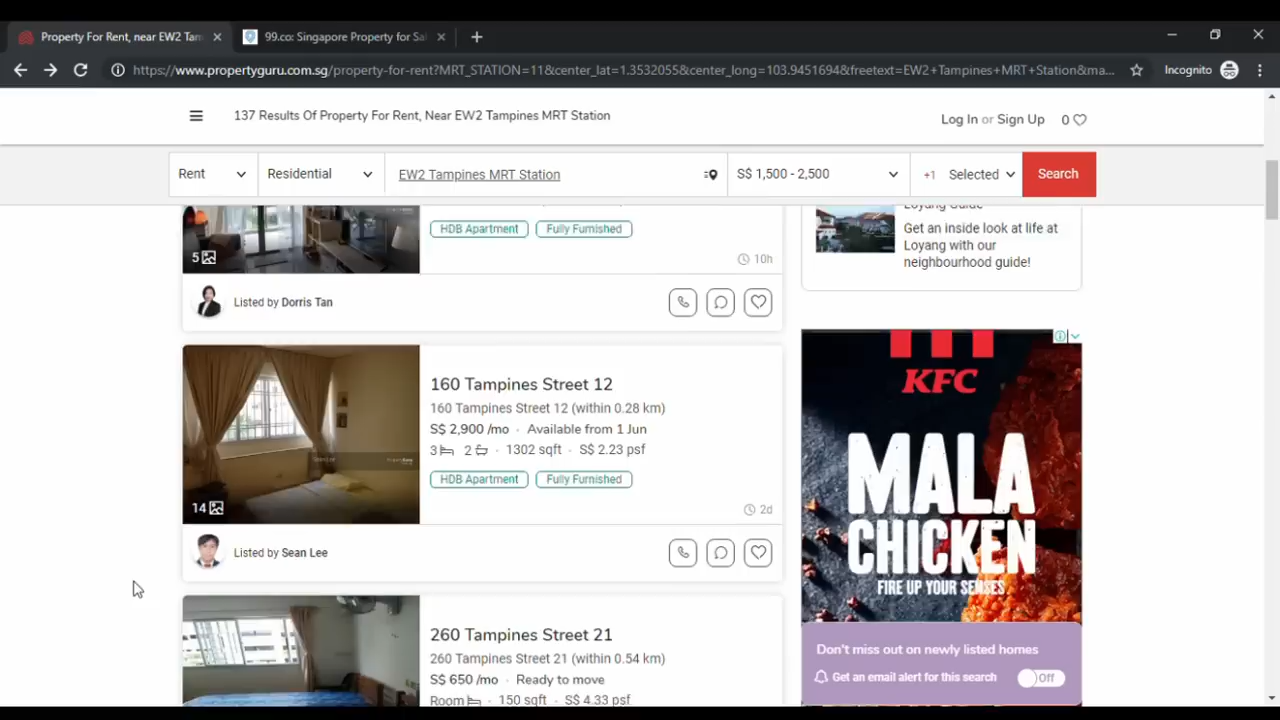 Property For Rent, near EW2 Tam
99.co: Singapore Property for Sal
https://www.propertyguru.com.sg/property-for-rent?MRT_STATION=11&center_lat=1.3532055&center_long=103.9451694&freetext=EW2+Tampines+MRT+Station&ma...
Incognito
137 Results Of Property For Rent, Near EW2 Tampines MRT Station
Log In or Sign Up
0
Rent
Residential
EW2 Tampines MRT Station
S$ 1,500 - 2,500
+1 Selected
Search
HDB Apartment
Fully Furnished
5
10h
Listed by Dorris Tan
Loyang Guide
Get an inside look at life at
Loyang with our
neighbourhood guide!
160 Tampines Street 12
160 Tampines Street 12 (within 0.28 km)
S$ 2,900 /mo · Available from 1 Jun
3 2 · 1302 sqft · S$ 2.23 psf
HDB Apartment
Fully Furnished
14
2d
Listed by Sean Lee
260 Tampines Street 21
260 Tampines Street 21 (within 0.54 km)
S$ 650 /mo · Ready to move
Room · 150 sqft · S$ 4.33 psf
KFC
MALA
CHICKEN
FIRE UP YOUR SENSES
Don't miss out on newly listed homes
Get an email alert for this search
Off